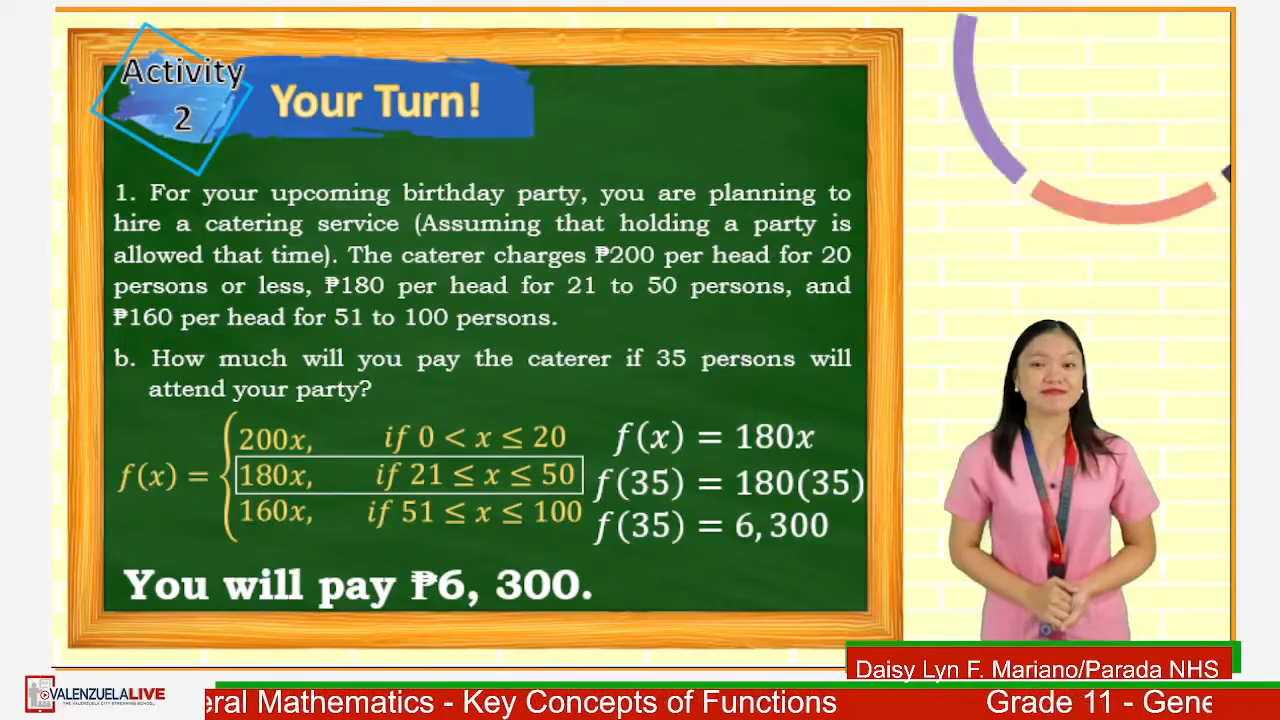 Activity
2
Your Turn!
1. For your upcoming birthday party, you are planning to
hire a catering service (Assuming that holding a party is
allowed that time). The caterer charges ₱200 per head for 20
persons or less, ₱180 per head for 21 to 50 persons, and
₱160 per head for 51 to 100 persons.
b. How much will you pay the caterer if 35 persons will
attend your party?
f(x) = { 200x, if 0 < x ≤ 20
180x, if 21 ≤ x ≤ 50
160x, if 51 ≤ x ≤ 100
f(x) = 180x
f(35) = 180(35)
f(35) = 6,300
You will pay ₱6, 300.
Daisy Lyn F. Mariano/Parada NHS
VALENZUELALIVE
THE VALENZUELA CITY STREAMING SCHOOL
eral Mathematics - Key Concepts of Functions Grade 11 - Gene